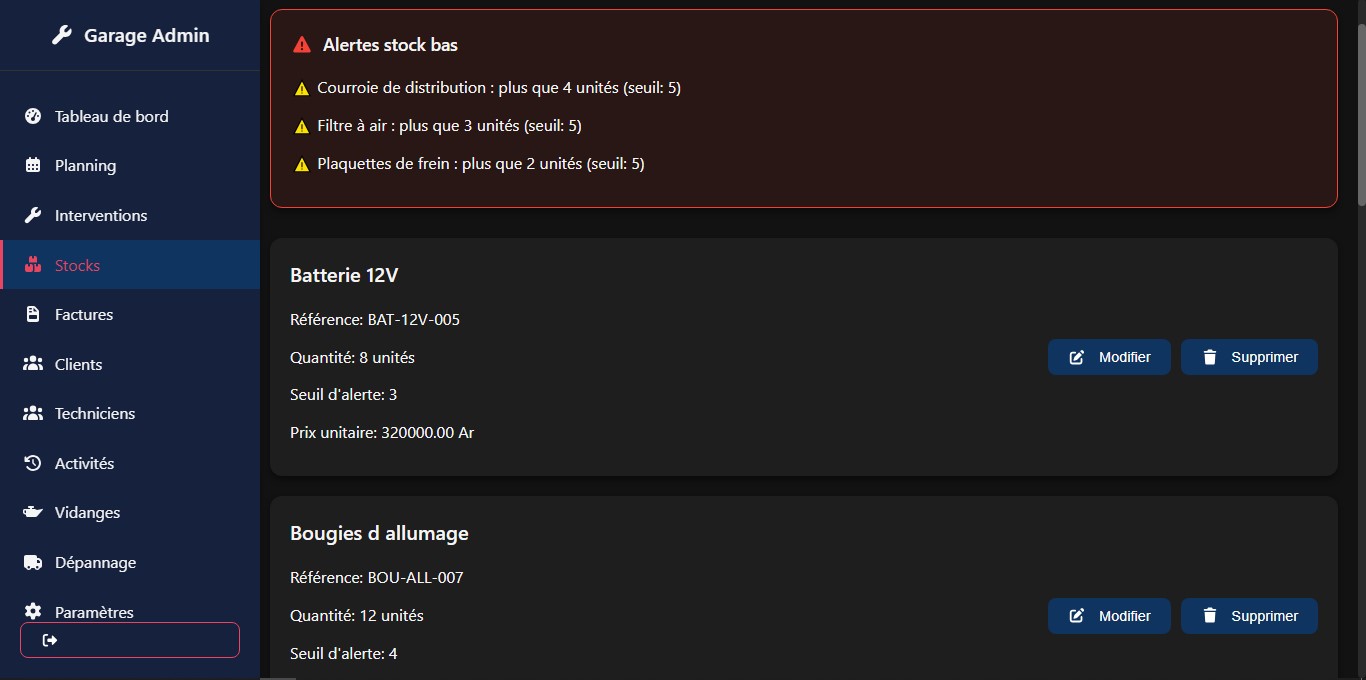 Garage Admin
Tableau de bord
Planning
Interventions
Stocks
Factures
Clients
Techniciens
Activités
Vidanges
Dépannage
Paramètres
Alertes stock bas
Courroie de distribution : plus que 4 unités (seuil: 5)
Filtre à air : plus que 3 unités (seuil: 5)
Plaquettes de frein : plus que 2 unités (seuil: 5)
Batterie 12V
Référence: BAT-12V-005
Quantité: 8 unités
Seuil d'alerte: 3
Prix unitaire: 320000.00 Ar
Modifier
Supprimer
Bougies d allumage
Référence: BOU-ALL-007
Quantité: 12 unités
Seuil d'alerte: 4
Modifier
Supprimer